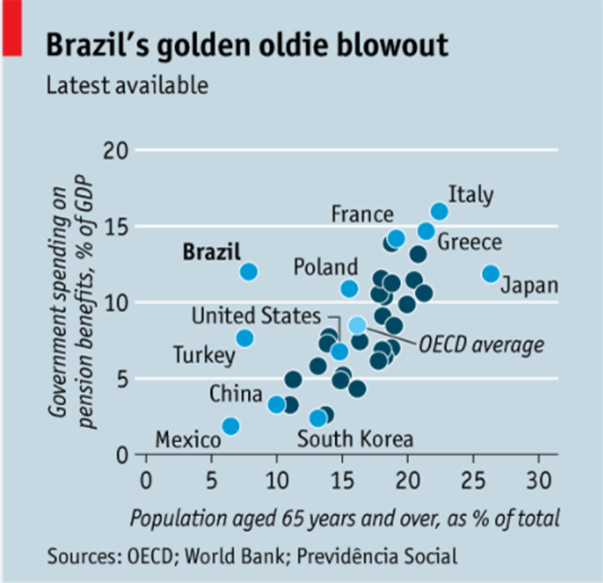 Brazil's golden oldie blowout
Latest available
Government spending on
pension benefits, % of GDP
20
15
10
5
0
Italy
France
Greece
Brazil
Poland
Japan
United States
OECD average
Turkey
China
Mexico
South Korea
0 5 10 15 20 25 30
Population aged 65 years and over, as % of total
Sources: OECD; World Bank; Previdência Social